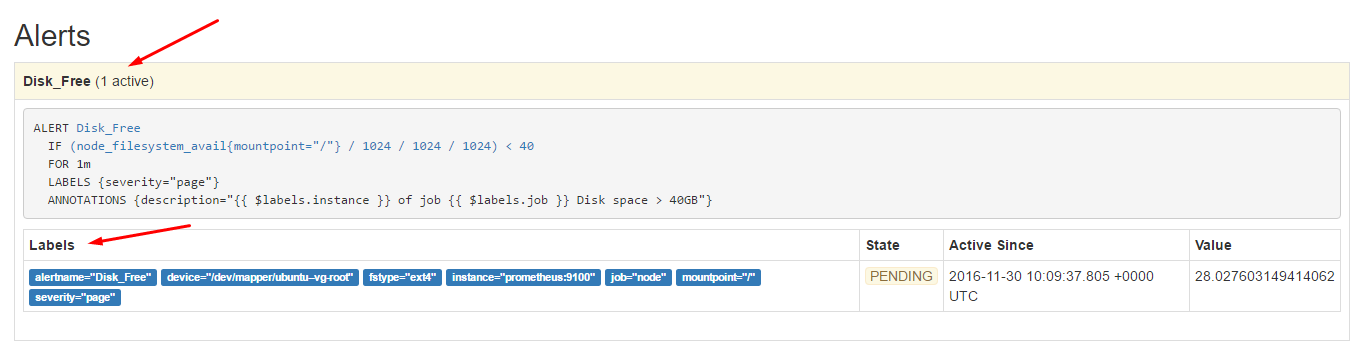 Alerts
Disk_Free (1 active)
ALERT Disk_Free
IF (node_filesystem_avail{mountpoint="/"} / 1024 / 1024 / 1024) < 40
FOR 1m
LABELS {severity="page"}
ANNOTATIONS {description="{{ $labels.instance }} of job {{ $labels.job }} Disk space > 40GB"}
Labels State Active Since Value
alertname="Disk_Free" device="/dev/mapper/ubuntu--vg-root" fstype="ext4" instance="prometheus:9100" job="node" mountpoint="/" PENDING 2016-11-30 10:09:37.805 +0000 28.027603149414062
severity="page" UTC